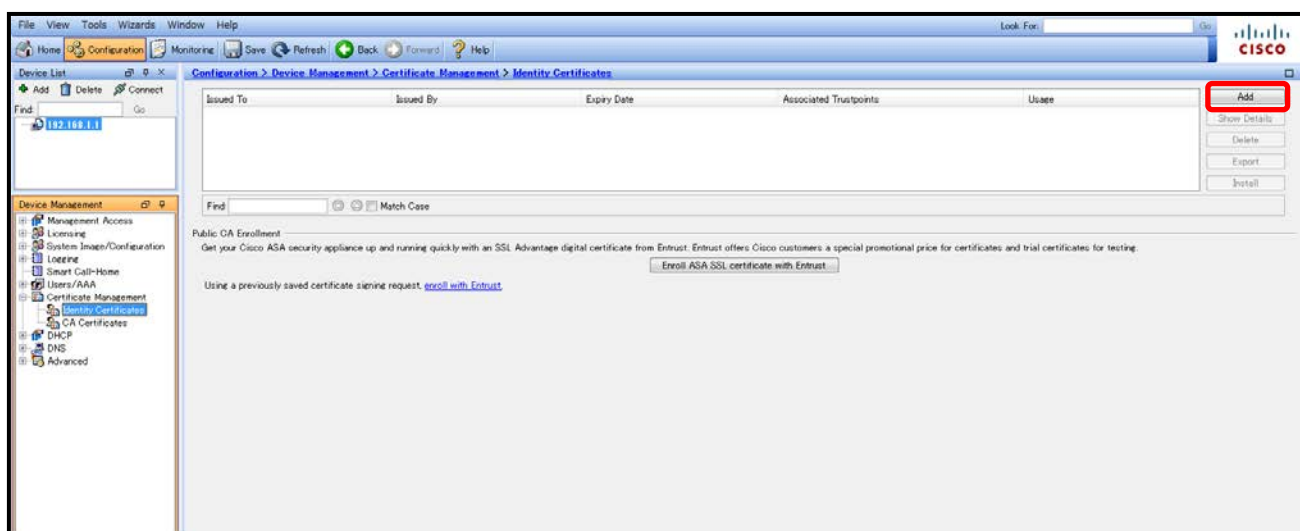 File View Tools Wizards Window Help
Look For:
Go
Home Configuration Monitoring Save Refresh Back Forward Help
CISCO
Device List
Add Delete Connect
Find: Go
192.168.1.1
Device Management
Management Access
Licensing
System Image/Configuration
Logging
Smart Call-Home
Users/AAA
Certificate Management
Identity Certificates
CA Certificates
DHCP
DNS
Advanced
Configuration > Device Management > Certificate Management > Identity Certificates
Issued To Issued By Expiry Date Associated Trustpoints Usage
Add
Show Details
Delete
Export
Install
Find Match Case
Public CA Enrollment
Get your Cisco ASA security appliance up and running quickly with an SSL Advantage digital certificate from Entrust. Entrust offers Cisco customers a special promotional price for certificates and trial certificates for testing.
Enroll ASA SSL certificate with Entrust
Using a previously saved certificate signing request, enroll with Entrust.